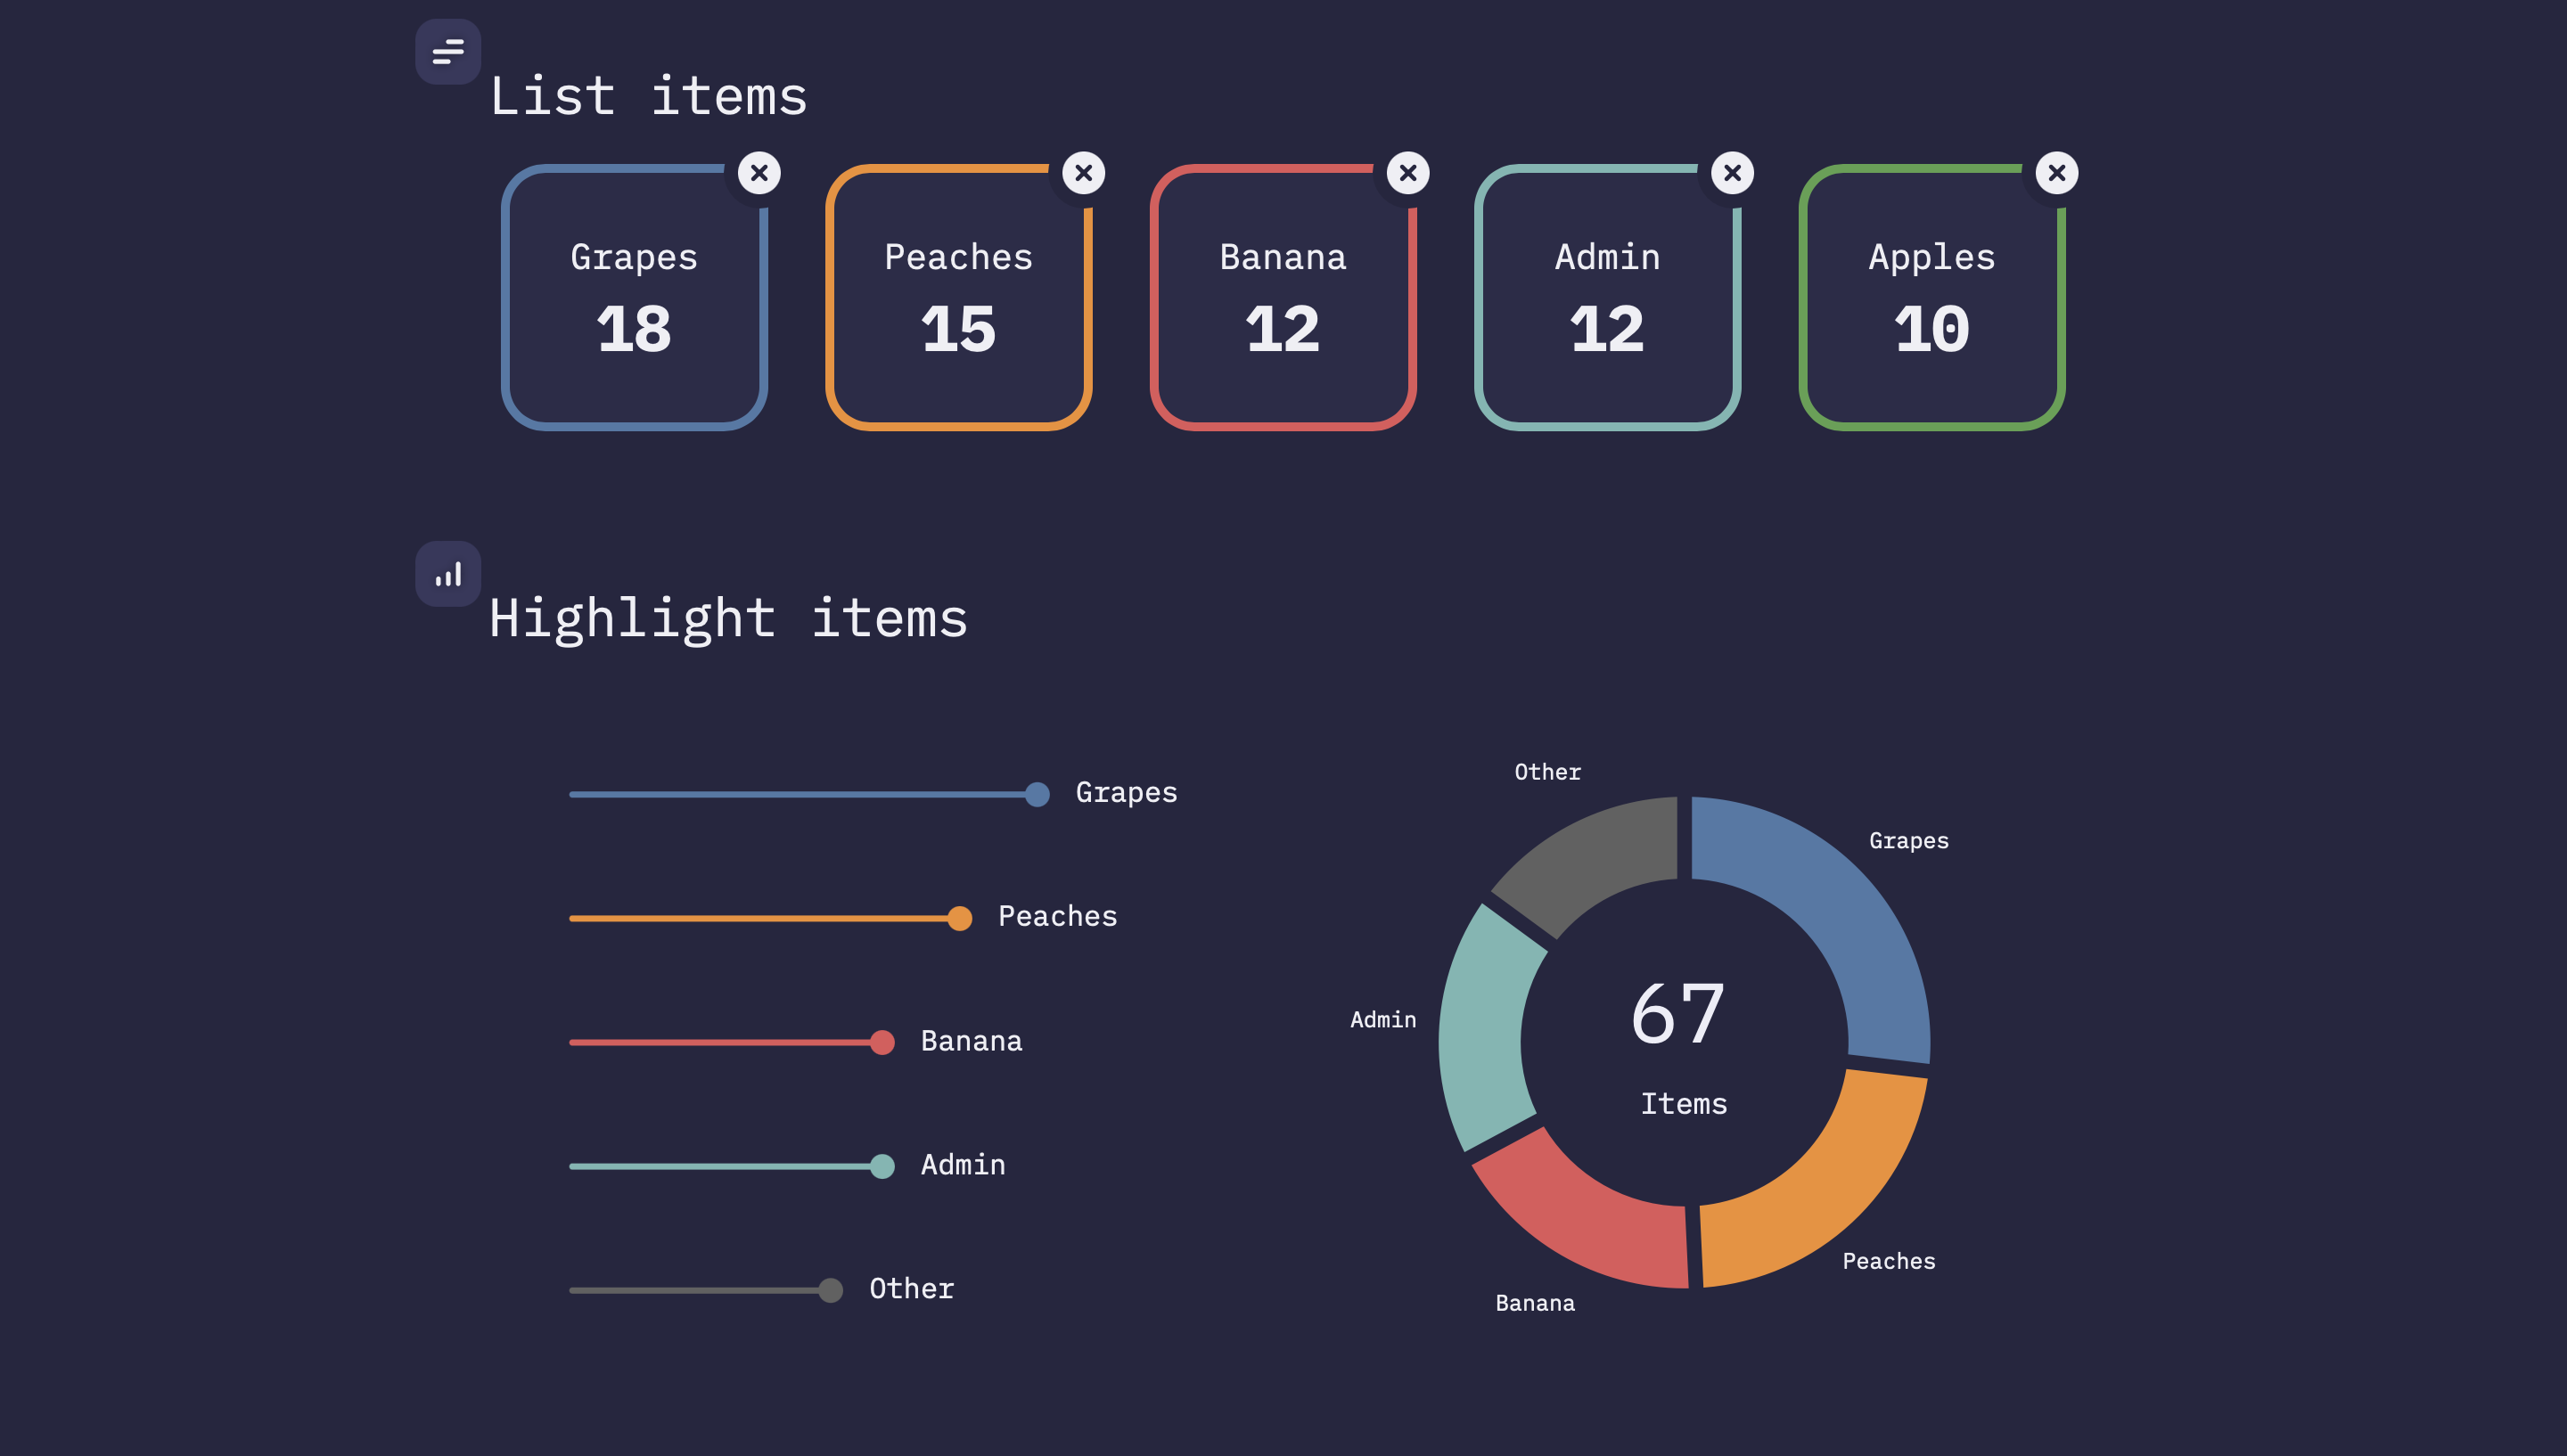 List items
Grapes
18
Peaches
15
Banana
12
Admin
12
Apples
10
Highlight items
Grapes
Peaches
Banana
Admin
Other
Other
Grapes
Admin
67
Items
Peaches
Banana